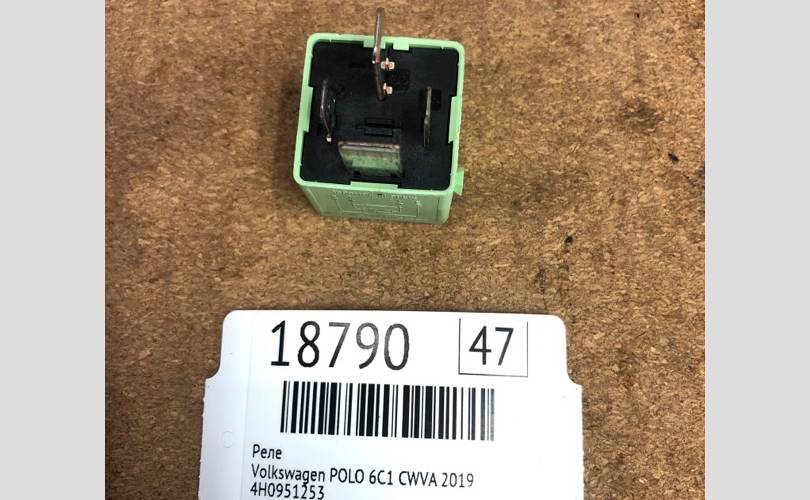 18790 47
Реле
Volkswagen POLO 6C1 CWVA 2019
4H0951253